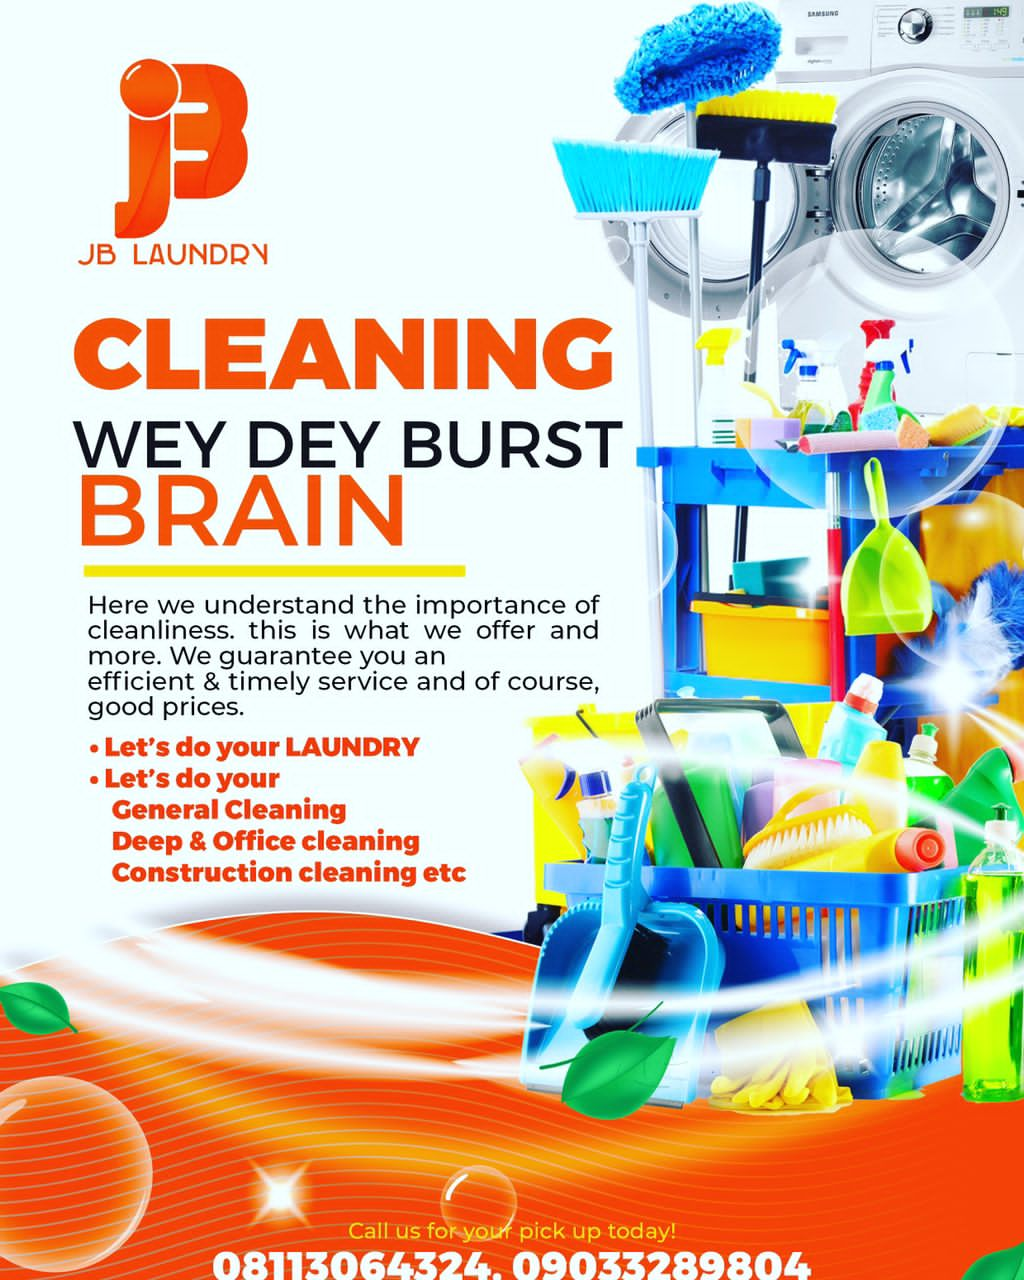 SAMSUNG
149
JB
JB LAUNDRY
CLEANING
WEY DEY BURST
BRAIN
Here we understand the importance of
cleanliness. this is what we offer and
more. We guarantee you an
efficient & timely service and of course,
good prices.
• Let's do your LAUNDRY
• Let's do your
General Cleaning
Deep & Office cleaning
Construction cleaning etc
Call us for your pick up today!
08113064324, 09033289804